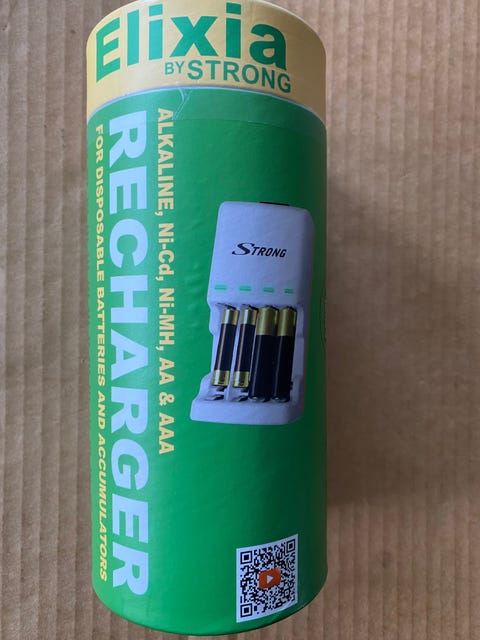 Elixia
BY STRONG
ALKALINE, Ni-Cd, Ni-MH, AA & AAA
RECHARGER
FOR DISPOSABLE BATTERIES AND ACCUMULATORS
STRONG